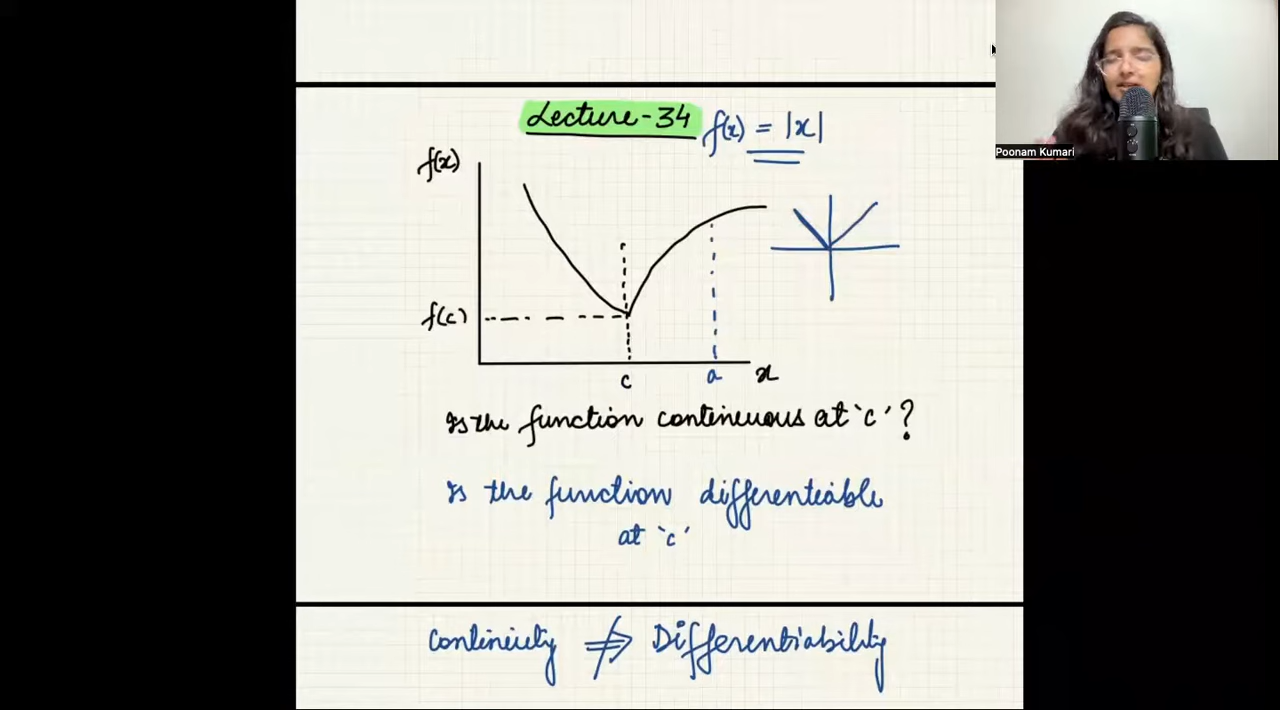 Lecture-34
f(x) = |x|
Poonam Kumari
f(x)
f(c)
c
a
x
Is the function continuous at 'c'?
Is the function differentiable
at 'c'
Continuity ⇏ Differentiability